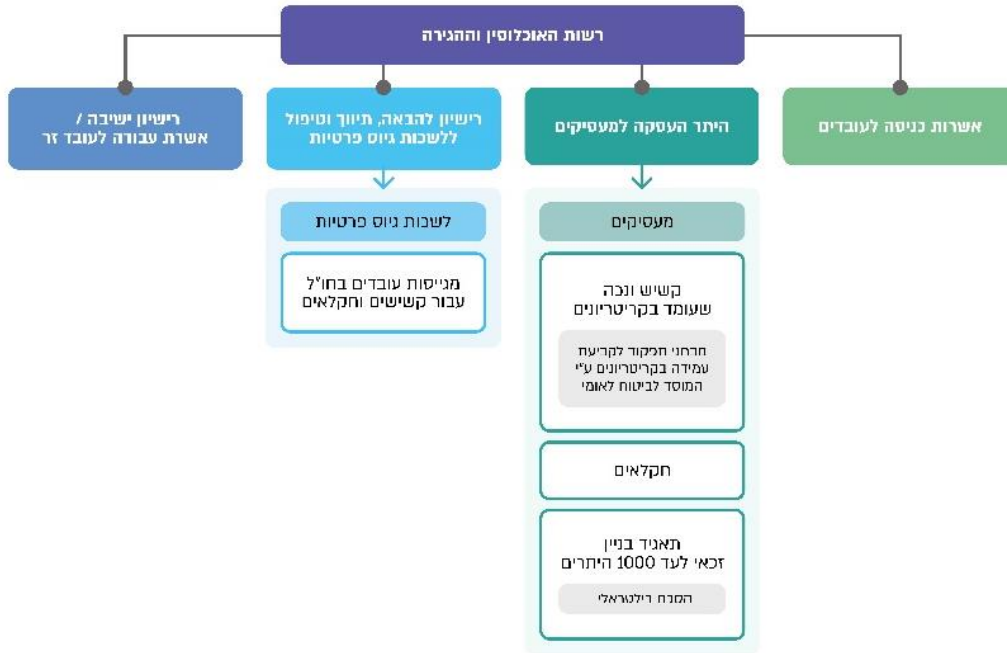 רשות האוכלוסין וההגירה
אשרות כניסה לעובדים
היתר העסקה למעסיקים
רישיון להבאה, תיווך וטיפול
ללשכות גיוס פרטיות
רישיון ישיבה /
אשרת עבודה לעובד זר
מעסיקים
קשיש ונכה
שעומד בקריטריונים
מבחני תפקוד לקביעת
עמידה בקריטריונים ע"י
המוסד לביטוח לאומי
חקלאים
תאגיד בניין
זכאי לעד 1000 היתרים
הסכם בילטראלי
לשכות גיוס פרטיות
מגייסות עובדים בחו"ל
עבור קשישים וחקלאים